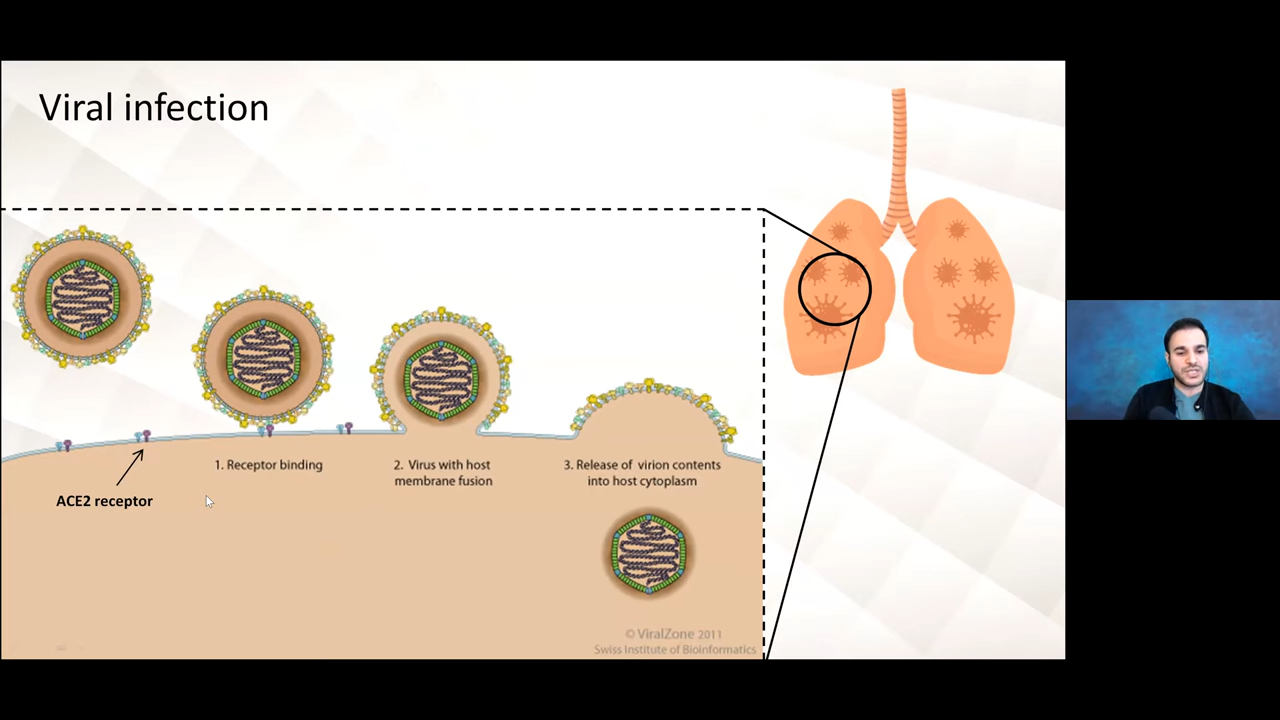 Viral infection
1. Receptor binding
2. Virus with host
membrane fusion
3. Release of virion contents
into host cytoplasm
ACE2 receptor
© ViralZone 2011
Swiss Institute of Bioinformatics